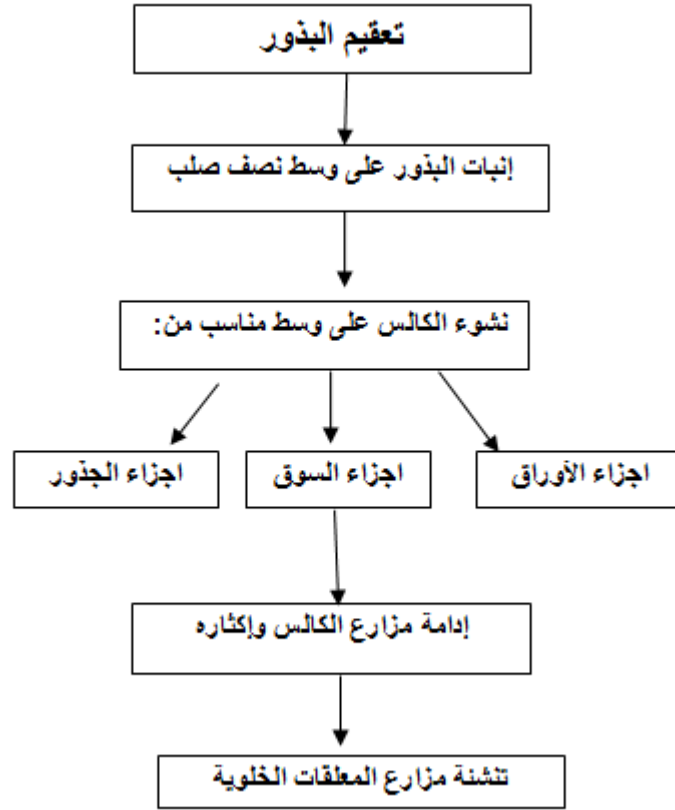 تعقيم البذور
إنبات البذور على وسط نصف صلب
نشوء الكالس على وسط مناسب من:
اجزاء الأوراق
اجزاء السوق
اجزاء الجذور
إدامة مزارع الكالس وإكثاره
تنشئة مزارع المعلقات الخلوية